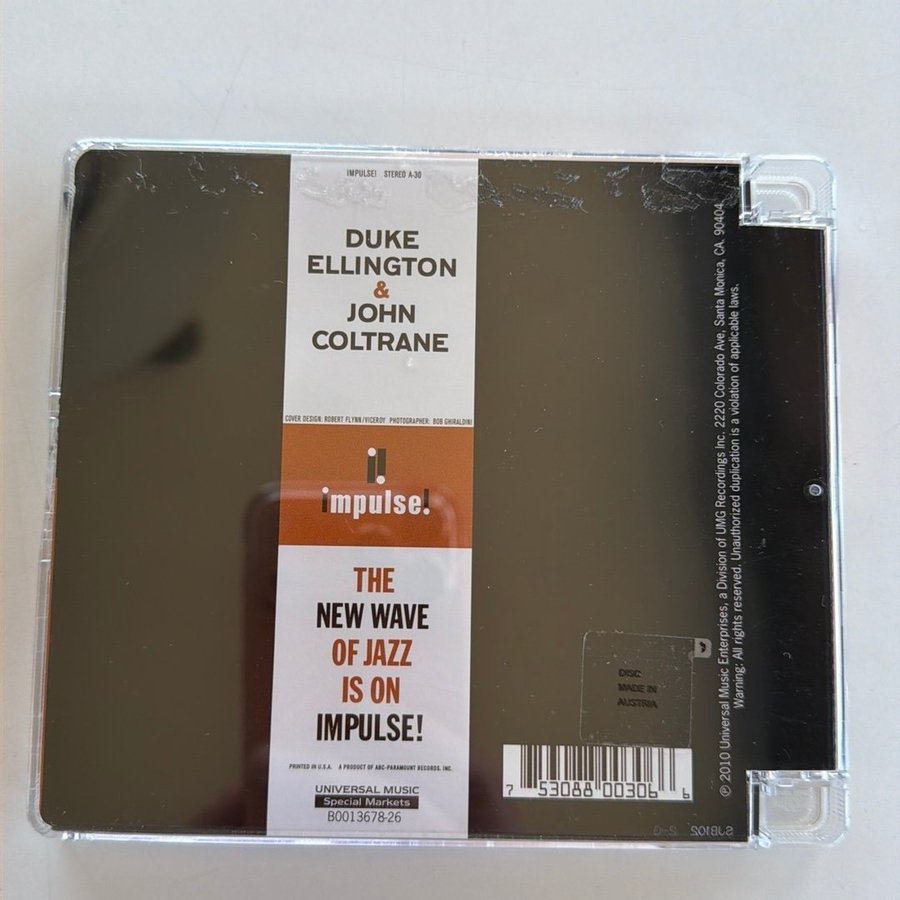 IMPULSE! STEREO A-30
DUKE
ELLINGTON
&
JOHN
COLTRANE
COVER DESIGN: ROBERT FLYNN/VICEROY PHOTOGRAPHER: BOB GHIRALDINI
impulse!
THE
NEW WAVE
OF JAZZ
IS ON
IMPULSE!
PRINTED IN U.S.A. A PRODUCT OF ABC-PARAMOUNT RECORDS, INC.
UNIVERSAL MUSIC
Special Markets
B0013678-26
DISC
MADE IN
AUSTRIA
7 53088 00306 6
℗ 2010 Universal Music Enterprises, a Division of UMG Recordings Inc. 2220 Colorado Ave, Santa Monica, CA. 90404.
Warning: All rights reserved. Unauthorized duplication is a violation of applicable laws.